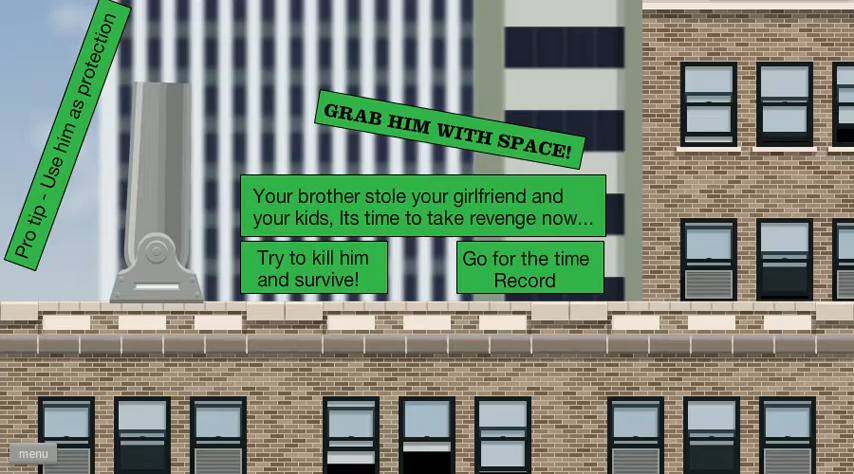 Pro tip - Use him as protection
GRAB HIM WITH SPACE!
Your brother stole your girlfriend and
your kids, Its time to take revenge now...
Try to kill him
and survive!
Go for the time
Record
menu